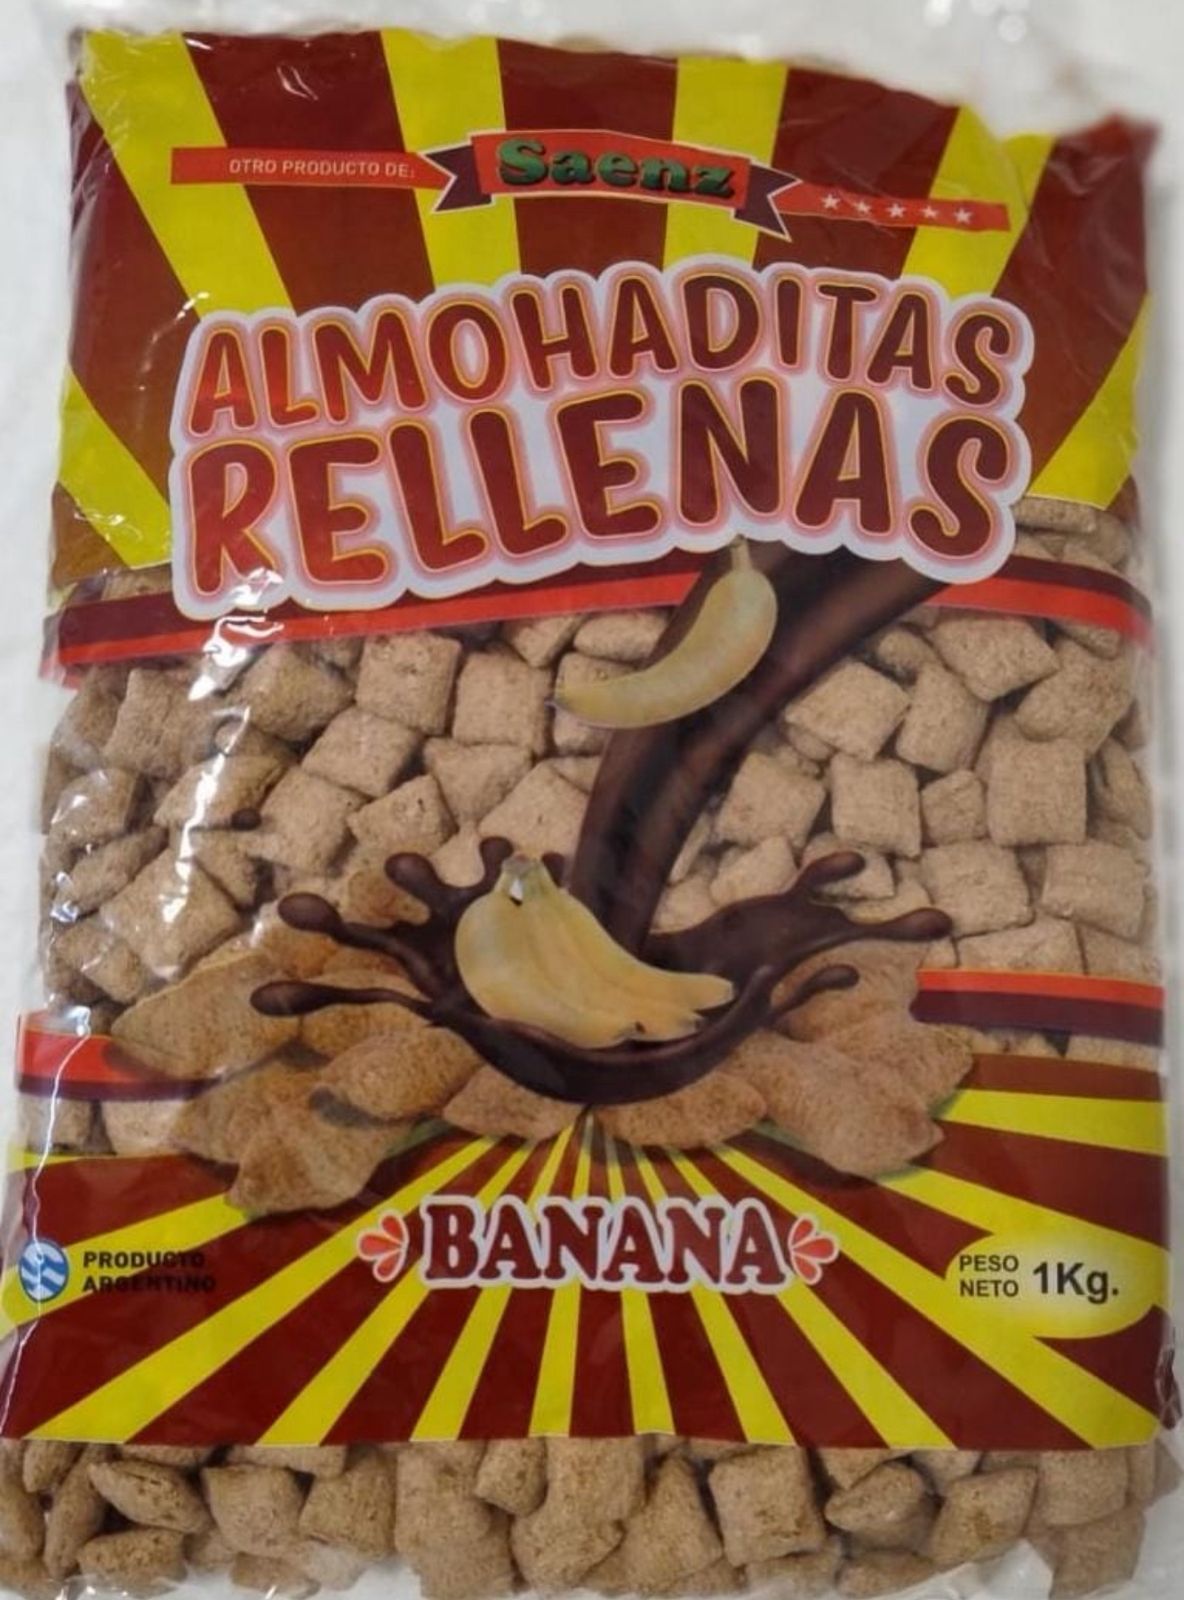 OTRO PRODUCTO DE:
Saenz
ALMOHADITAS
RELLENAS
BANANA
PRODUCTO
ARGENTINO
PESO
NETO 1Kg.